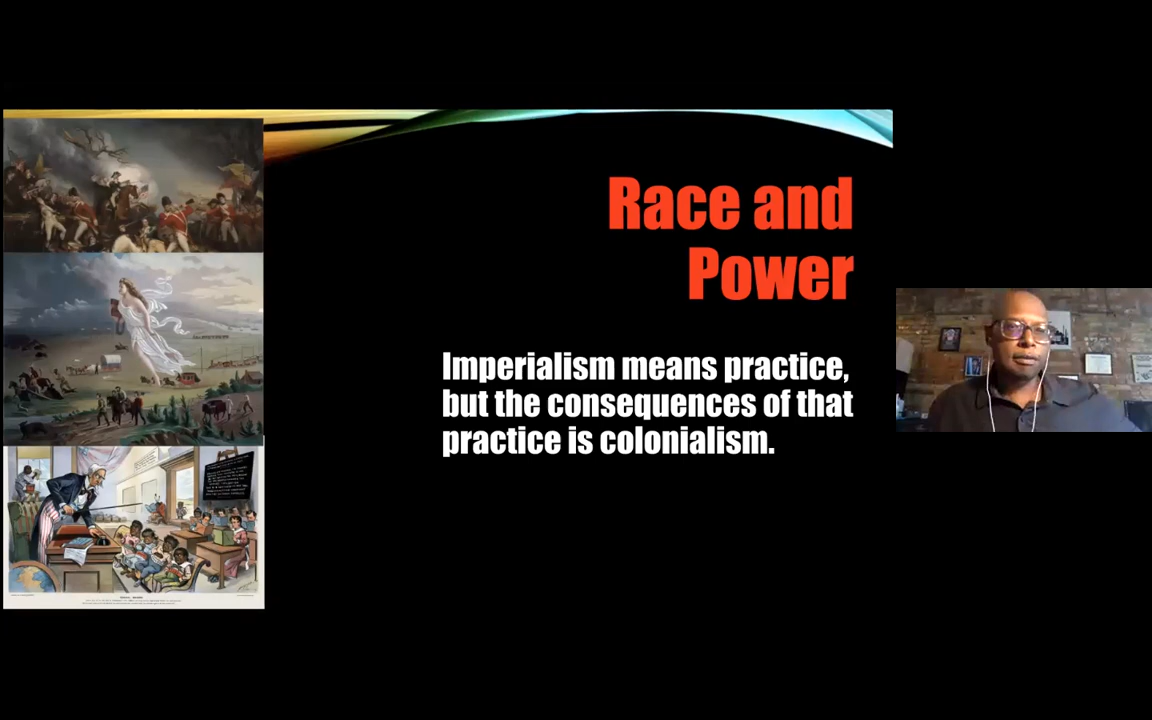 Race and
Power
Imperialism means practice,
but the consequences of that
practice is colonialism.